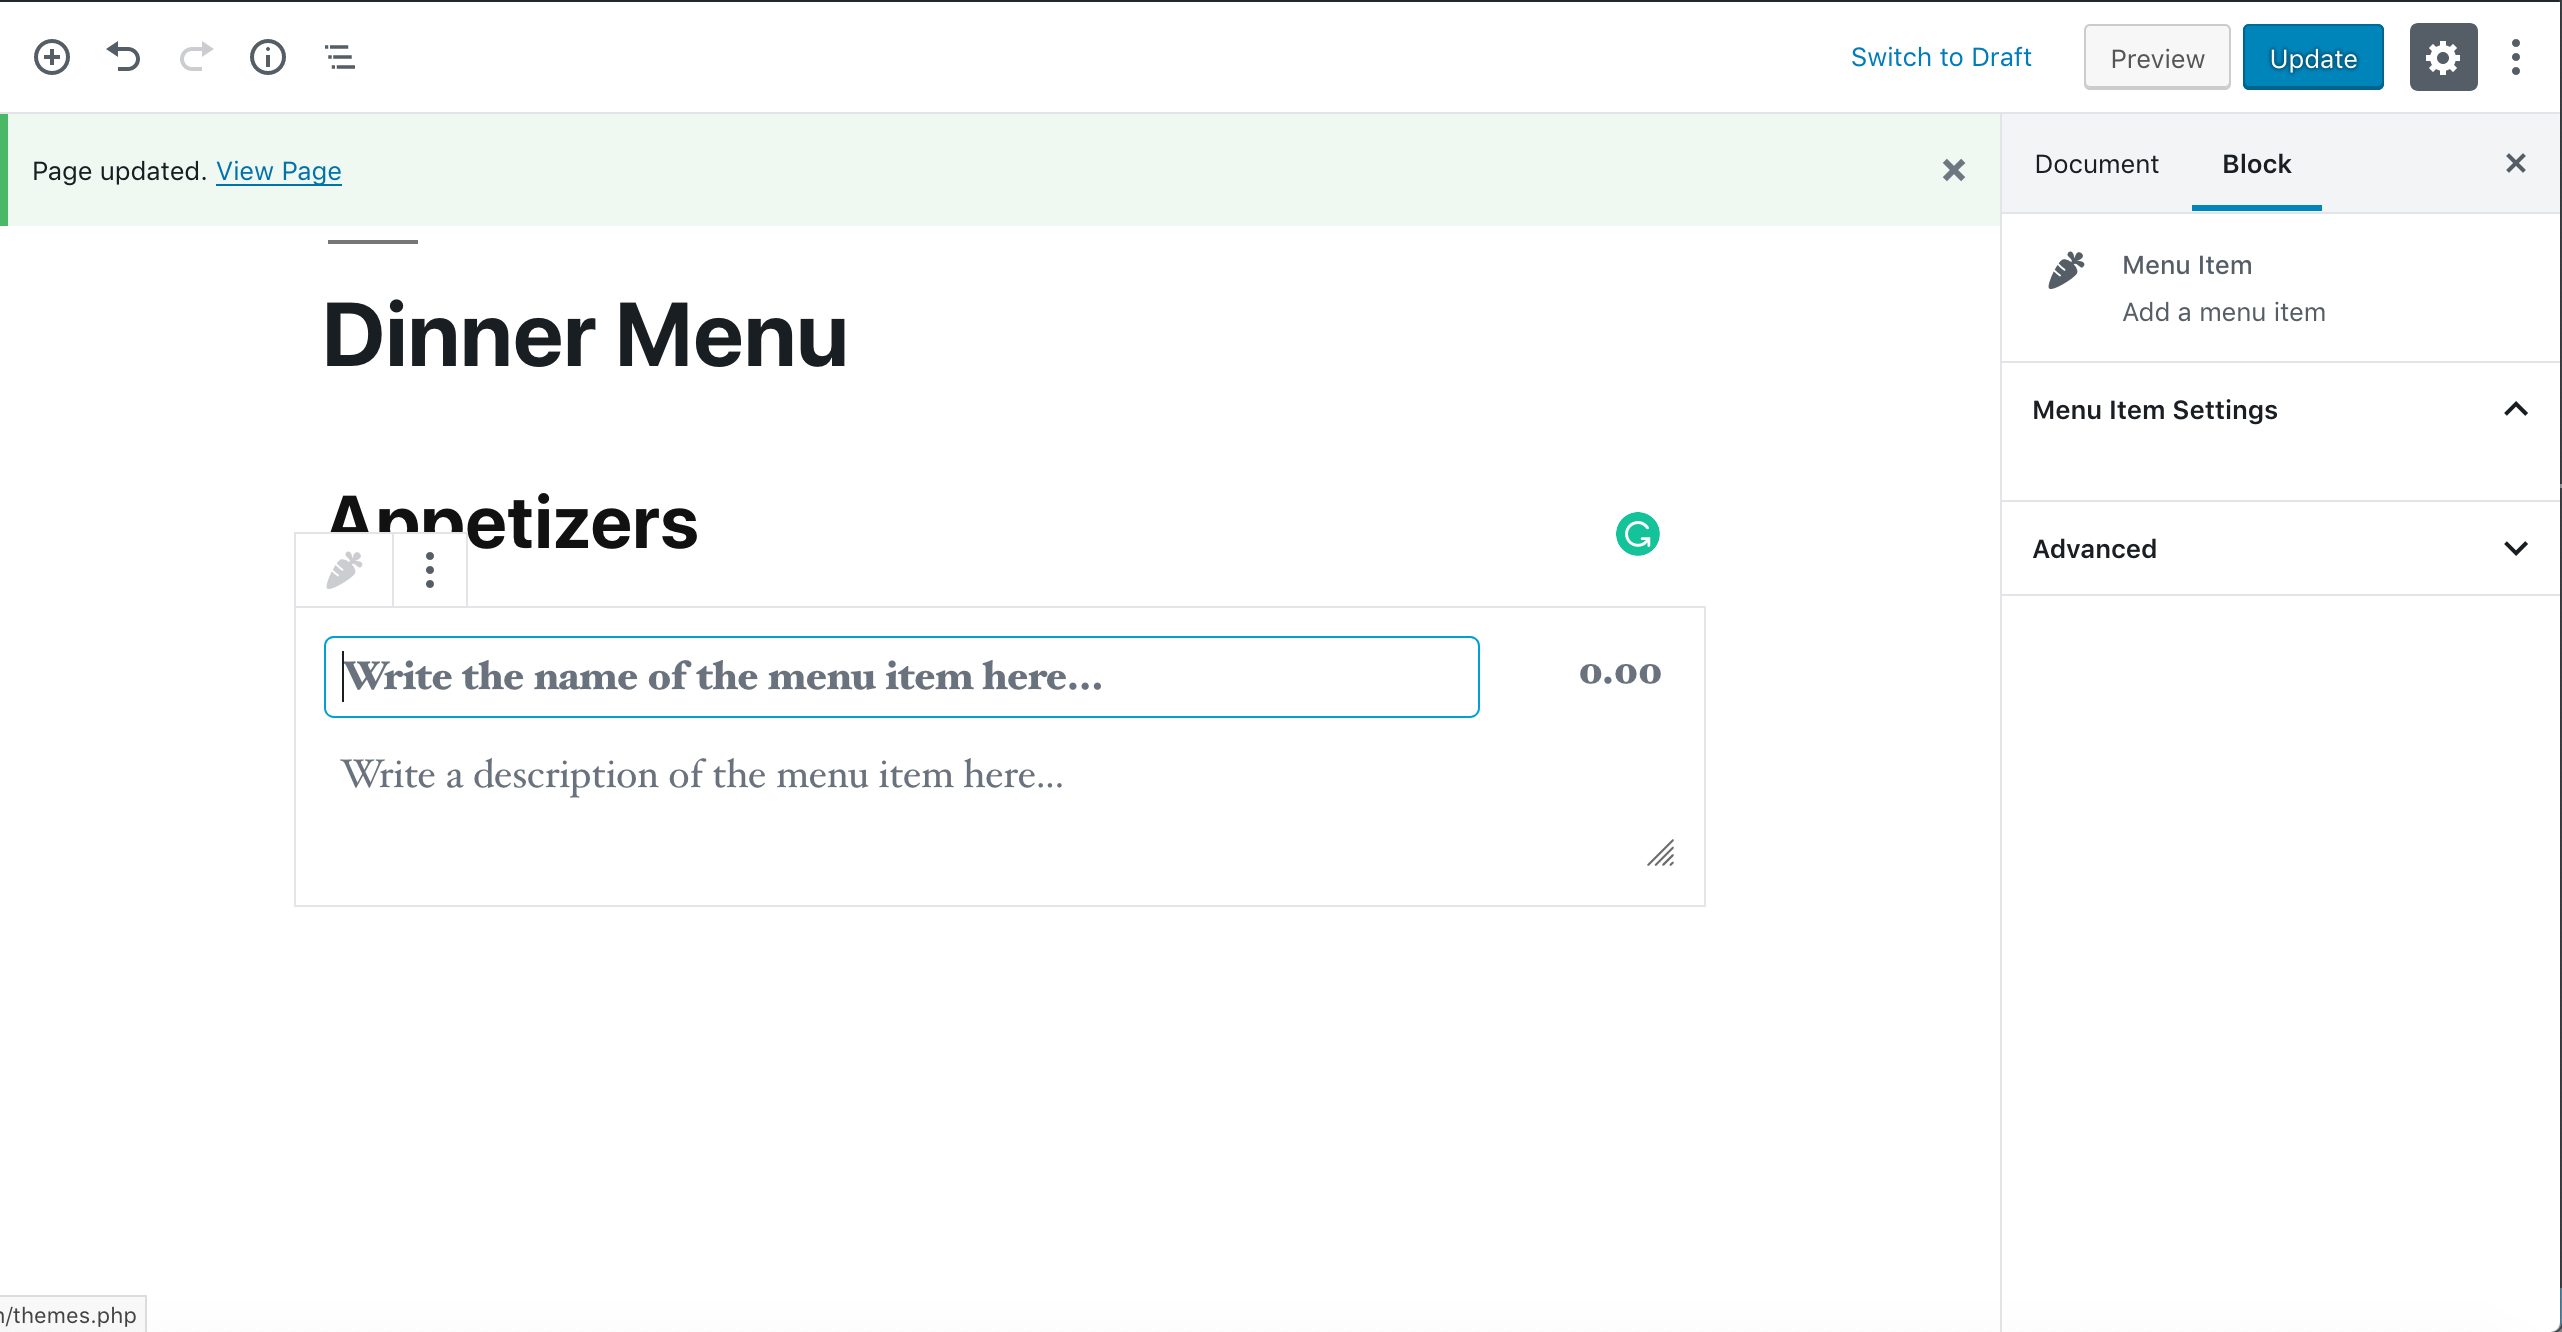 Switch to Draft
Preview
Update
Page updated. View Page
Document
Block
Menu Item
Add a menu item
Menu Item Settings
Advanced
Dinner Menu
Appetizers
Write the name of the menu item here...
0.00
Write a description of the menu item here...
/themes.php